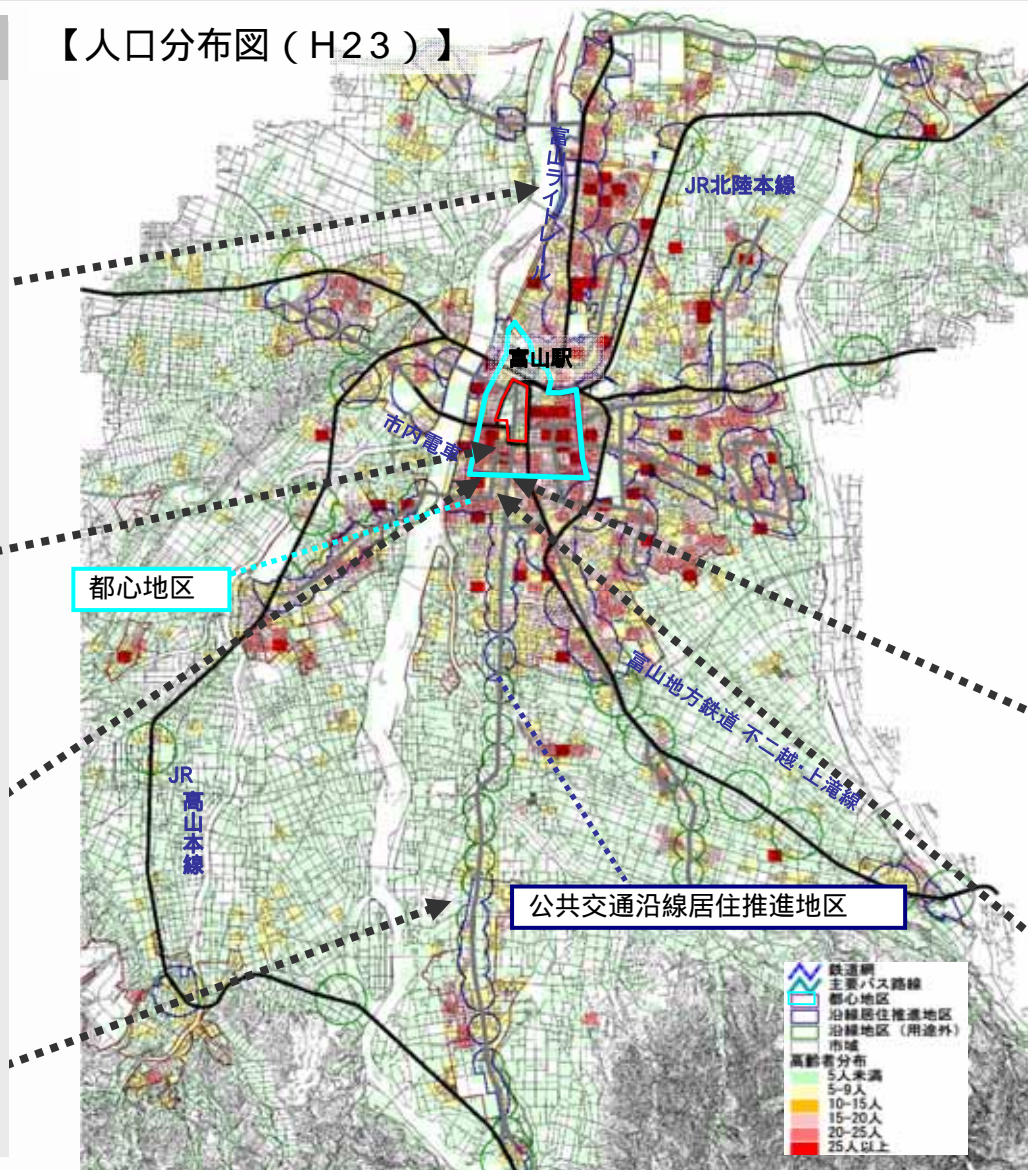 【人口分布図（H23）】
富山ライトレール
JR北陸本線
富山駅
市内電車
都心地区
富山地方鉄道 不二越・上滝線
JR
高山本線
公共交通沿線居住推進地区
鉄道網
主要バス路線
都心地区
沿線居住推進地区
沿線地区（用途外）
市域
高齢者分布
5人未満
5-9人
10-15人
15-20人
20-25人
25人以上